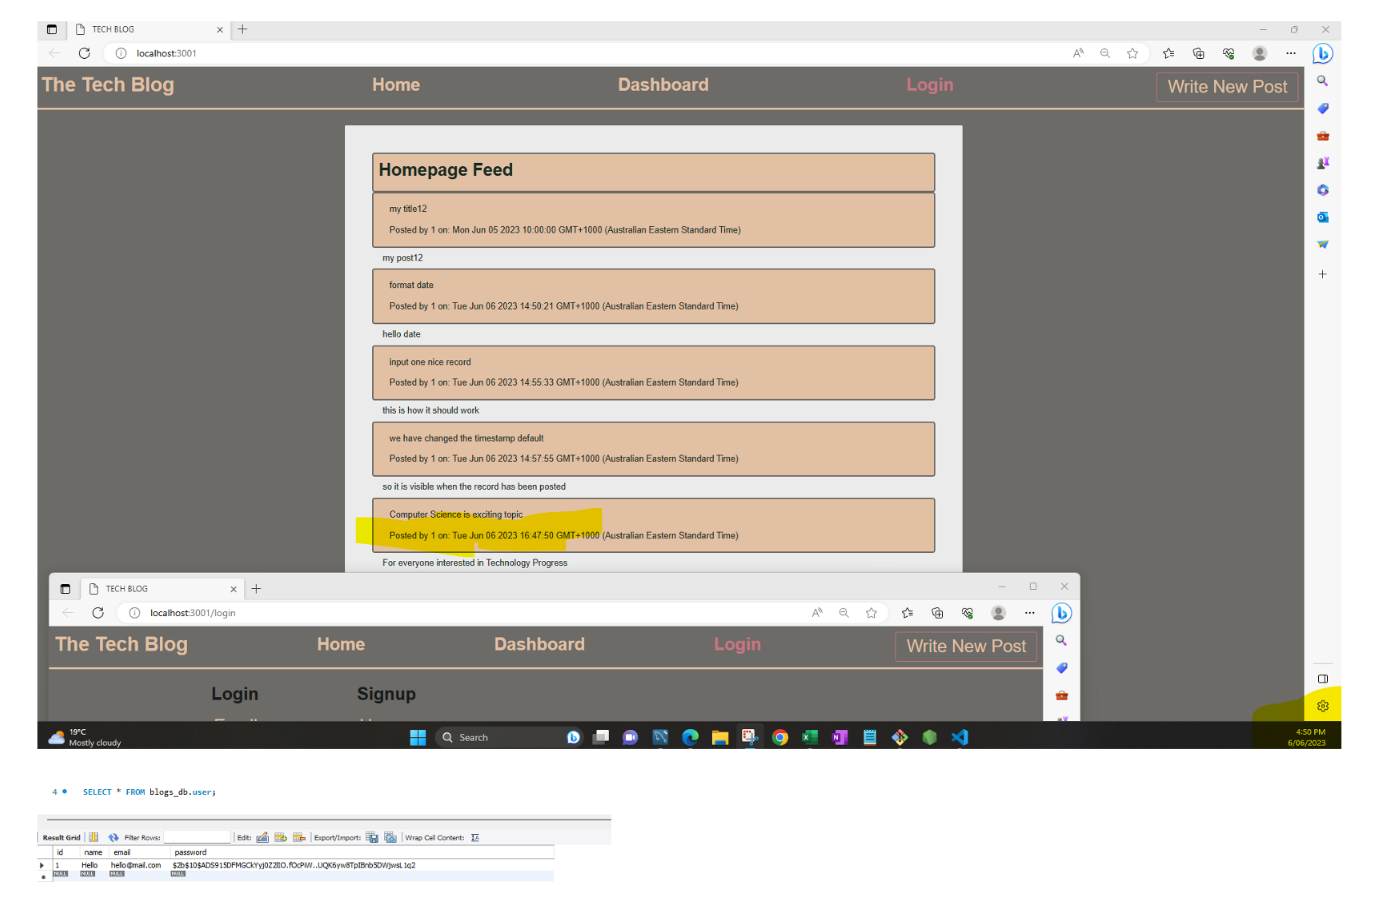 TECH BLOG
localhost:3001
The Tech Blog Home Dashboard Login Write New Post
Homepage Feed
my title12
Posted by 1 on: Mon Jun 05 2023 10:00:00 GMT+1000 (Australian Eastern Standard Time)
my post12
format date
Posted by 1 on: Tue Jun 06 2023 14:50:21 GMT+1000 (Australian Eastern Standard Time)
hello date
input one nice record
Posted by 1 on: Tue Jun 06 2023 14:55:33 GMT+1000 (Australian Eastern Standard Time)
this is how it should work
we have changed the timestamp default
Posted by 1 on: Tue Jun 06 2023 14:57:55 GMT+1000 (Australian Eastern Standard Time)
so it is visible when the record has been posted
Computer Science is exciting topic
Posted by 1 on: Tue Jun 06 2023 16:47:50 GMT+1000 (Australian Eastern Standard Time)
For everyone interested in Technology Progress
TECH BLOG
localhost:3001/login
The Tech Blog Home Dashboard Login Write New Post
Login Signup
19°C
Mostly cloudy
Search
4:50 PM
6/06/2023
4 SELECT * FROM blogs_db.user;
Result Grid Filter Rows: Edit: Export/Import: Wrap Cell Content:
id name email password
1 Hello hello@mail.com
NULL NULL NULL NULL